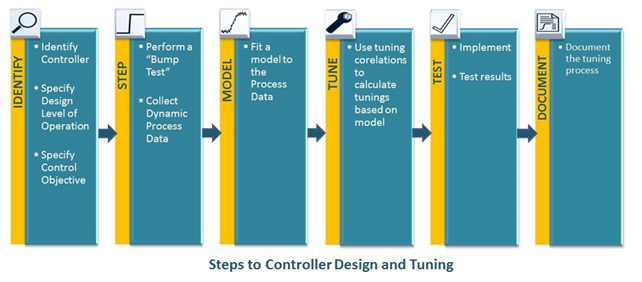 IDENTIFY
• Identify
Controller
• Specify
Design
Level of
Operation
• Specify
Control
Objective
STEP
• Perform a
“Bump
Test”
• Collect
Dynamic
Process
Data
MODEL
• Fit a
model to
the
Process
Data
TUNE
• Use tuning
corelations
to
calculate
tunings
based on
model
TEST
• Implement
• Test results
DOCUMENT
• Document
the tuning
process
Steps to Controller Design and Tuning